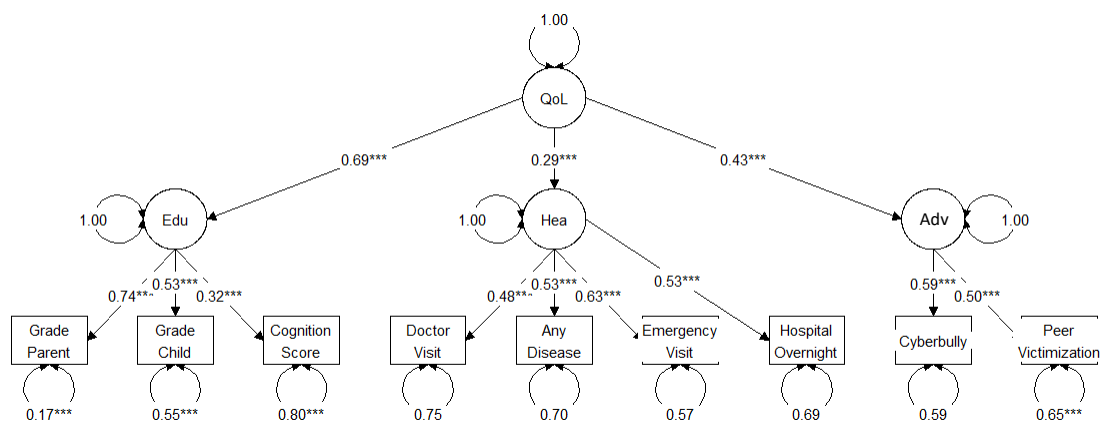 1.00
QoL
0.69***
0.29***
0.43***
1.00
Edu
1.00
Hea
Adv
1.00
0.74***
0.53***
0.32***
0.48***
0.53***
0.63***
0.53***
0.59***
0.50***
Grade
Parent
Grade
Child
Cognition
Score
Doctor
Visit
Any
Disease
Emergency
Visit
Hospital
Overnight
Cyberbully
Peer
Victimization
0.17***
0.55***
0.80***
0.75
0.70
0.57
0.69
0.59
0.65***